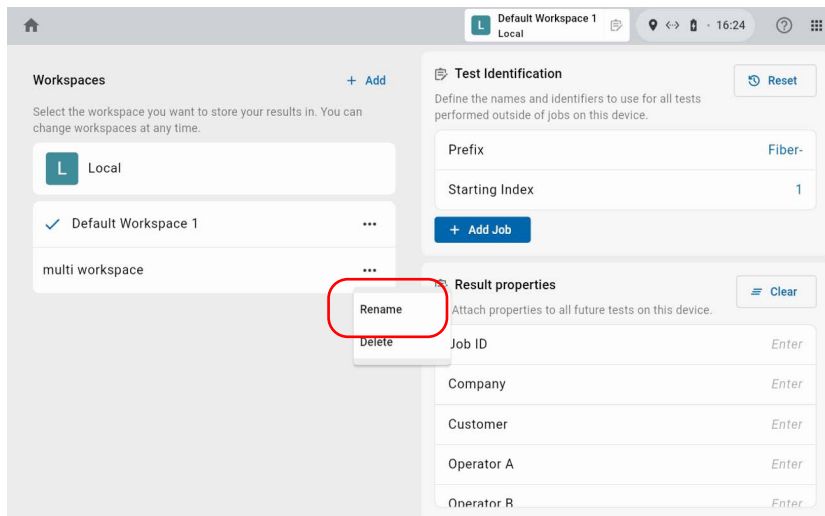 L
Default Workspace 1
Local
16:24
Workspaces
+ Add
Select the workspace you want to store your results in. You can
change workspaces at any time.
L
Local
Default Workspace 1
multi workspace
Rename
Delete
Test Identification
Reset
Define the names and identifiers to use for all tests
performed outside of jobs on this device.
Prefix
Fiber-
Starting Index
1
+ Add Job
Result properties
Clear
Attach properties to all future tests on this device.
Job ID
Enter
Company
Enter
Customer
Enter
Operator A
Enter
Operator B
Enter